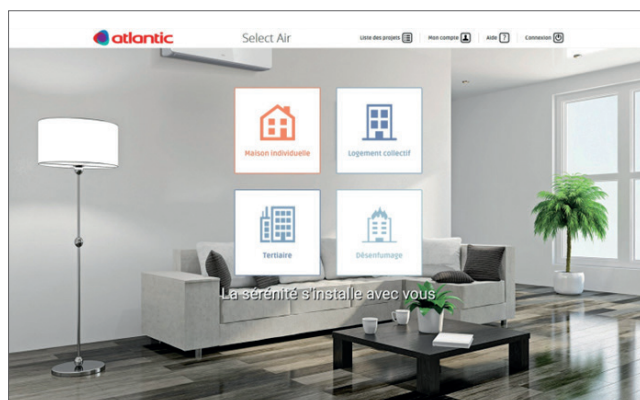 atlantic
Select Air
Liste des projets
Mon compte
Aide ?
Connexion
Maison individuelle
Logement collectif
Tertiaire
Désenfumage
La sérénité s'installe avec vous